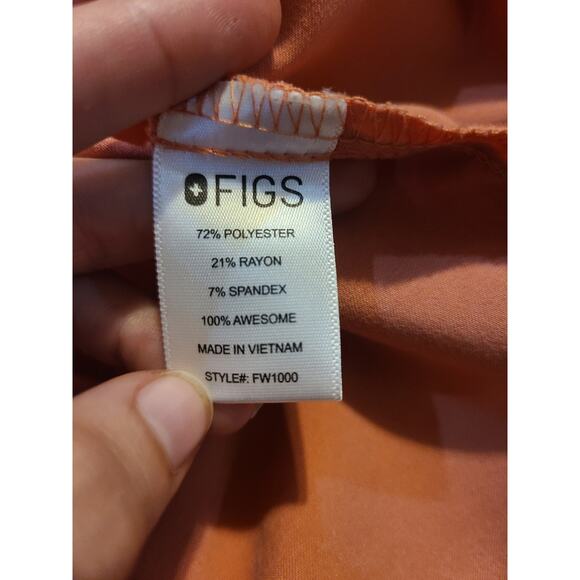 FIGS
72% POLYESTER
21% RAYON
7% SPANDEX
100% AWESOME
MADE IN VIETNAM
STYLE#: FW1000